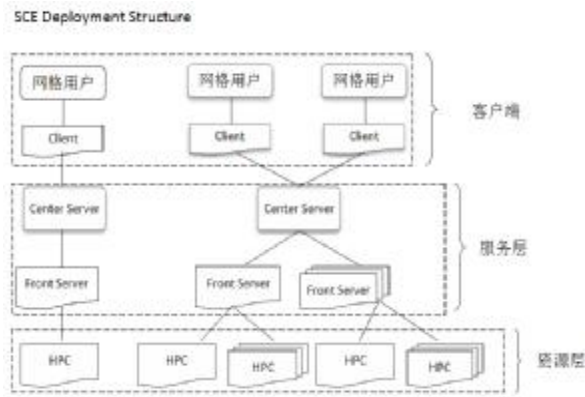 SCE Deployment Structure
网格用户
网格用户
网格用户
客户端
Client
Client
Client
Center Server
Center Server
服务层
Front Server
Front Server
Front Server
HPC
HPC
HPC
HPC
HPC
资源层